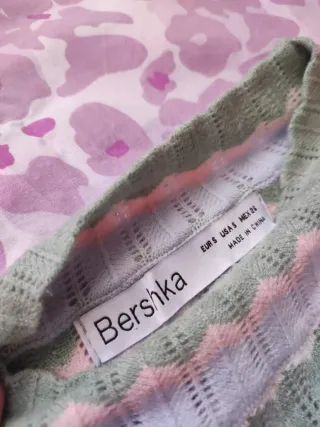 Bershka
EUR S USA S MEX 26
MADE IN CHINA